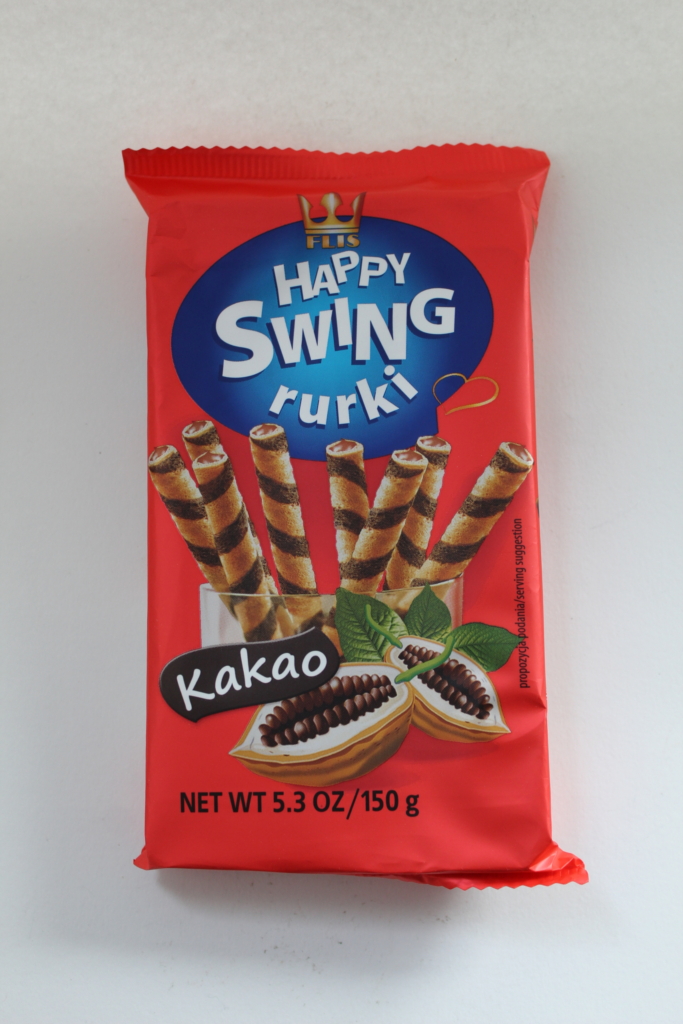 FLIS
HAPPY
SWING
rurki
Kakao
propozycja podania/serving suggestion
NET WT 5.3 OZ/150 g